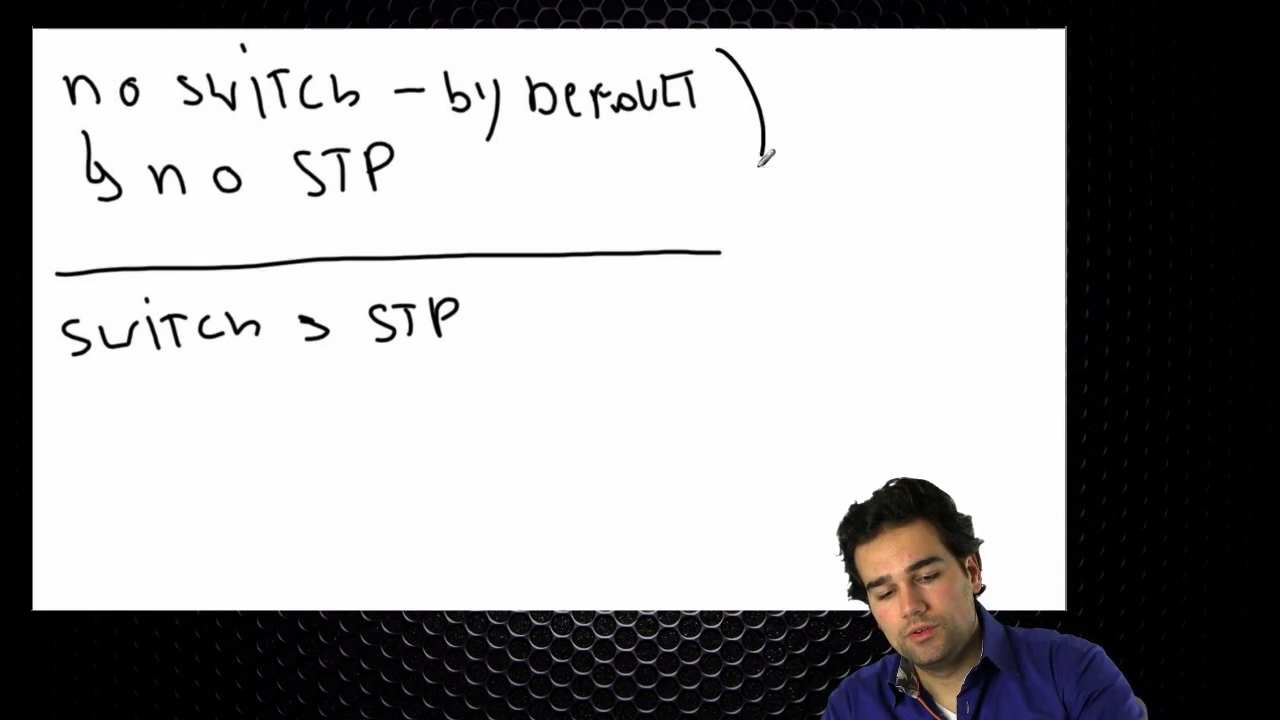 no switch - by Default
↳ no STP
switch > STP